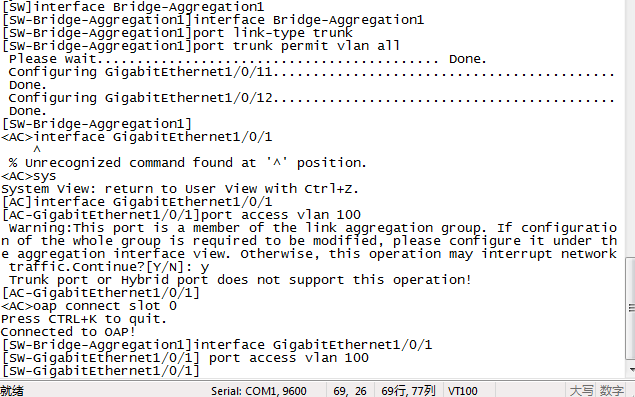 [SW]interface Bridge-Aggregation1
[SW-Bridge-Aggregation1]interface Bridge-Aggregation1
[SW-Bridge-Aggregation1]port link-type trunk
[SW-Bridge-Aggregation1]port trunk permit vlan all
 Please wait........................................... Done.
 Configuring GigabitEthernet1/0/11...........................................
Done.
 Configuring GigabitEthernet1/0/12...........................................
Done.
[SW-Bridge-Aggregation1]
<AC>interface GigabitEthernet1/0/1
    ^
 % Unrecognized command found at '^' position.
<AC>sys
System View: return to User View with Ctrl+Z.
[AC]interface GigabitEthernet1/0/1
[AC-GigabitEthernet1/0/1]port access vlan 100
 Warning:This port is a member of the link aggregation group. If configuratio
n of the whole group is required to be modified, please configure it under th
e aggregation interface view. Otherwise, this operation may interrupt network
 traffic.Continue?[Y/N]: y
 Trunk port or Hybrid port does not support this operation!
[AC-GigabitEthernet1/0/1]
<AC>oap connect slot 0
Press CTRL+K to quit.
Connected to OAP!
[SW-Bridge-Aggregation1]interface GigabitEthernet1/0/1
[SW-GigabitEthernet1/0/1] port access vlan 100
[SW-GigabitEthernet1/0/1]
就绪 Serial: COM1, 9600 69, 26 69行, 77列 VT100 大写 数字